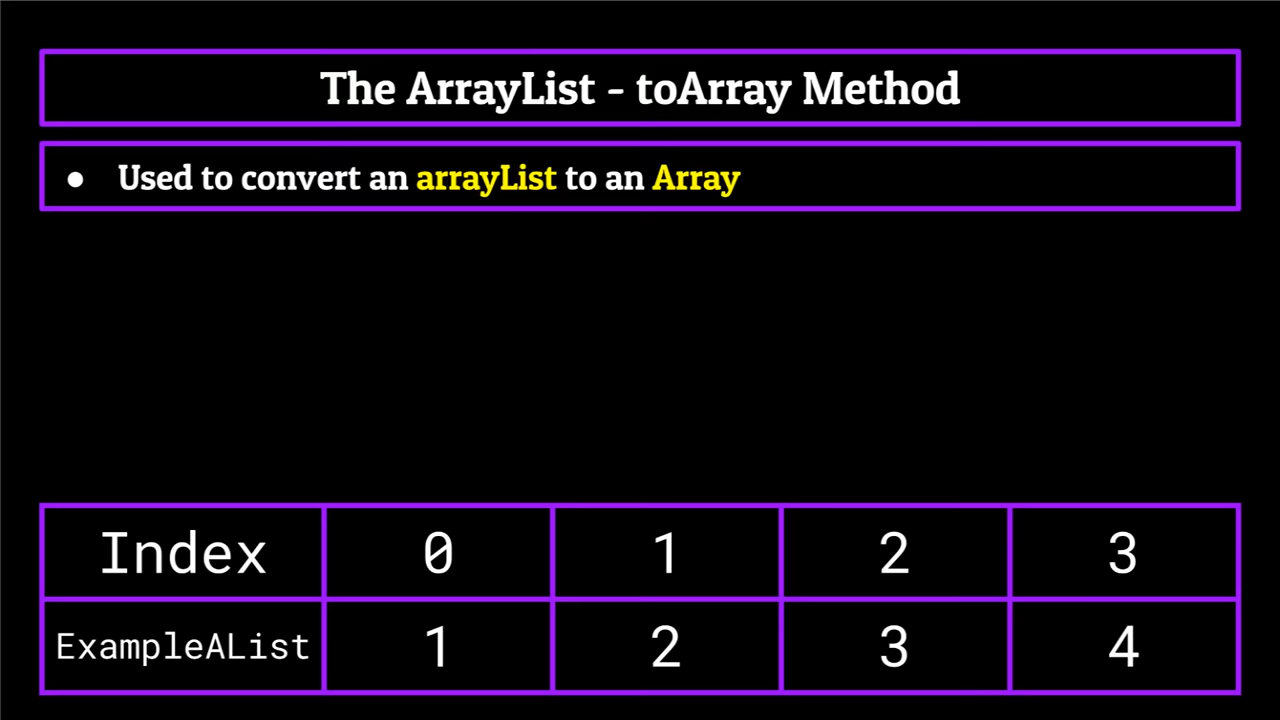 The ArrayList - toArray Method
● Used to convert an arrayList to an Array
Index 0 1 2 3
ExampleAList 1 2 3 4